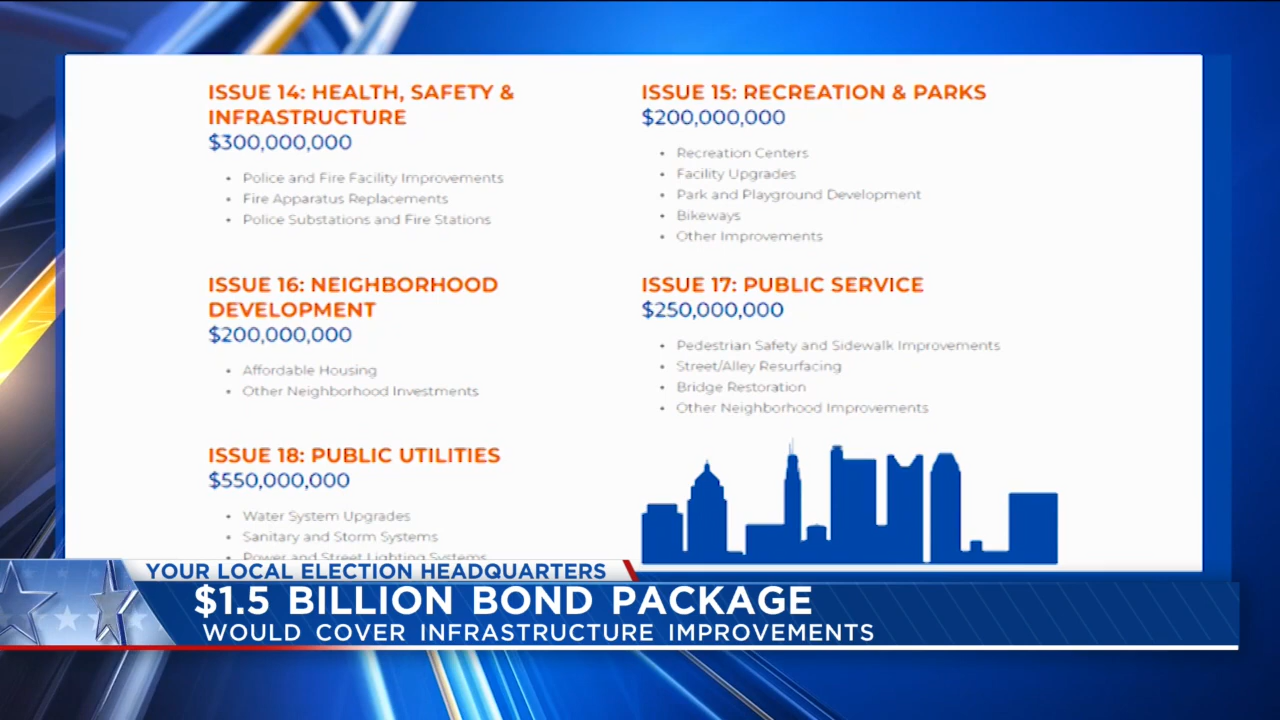 ISSUE 14: HEALTH, SAFETY &
INFRASTRUCTURE
$300,000,000
• Police and Fire Facility Improvements
• Fire Apparatus Replacements
• Police Substations and Fire Stations
ISSUE 15: RECREATION & PARKS
$200,000,000
• Recreation Centers
• Facility Upgrades
• Park and Playground Development
• Bikeways
• Other Improvements
ISSUE 16: NEIGHBORHOOD
DEVELOPMENT
$200,000,000
• Affordable Housing
• Other Neighborhood Investments
ISSUE 17: PUBLIC SERVICE
$250,000,000
• Pedestrian Safety and Sidewalk Improvements
• Street/Alley Resurfacing
• Bridge Restoration
• Other Neighborhood Improvements
ISSUE 18: PUBLIC UTILITIES
$550,000,000
• Water System Upgrades
• Sanitary and Storm Systems
• Power and Street Lighting Systems
YOUR LOCAL ELECTION HEADQUARTERS
$1.5 BILLION BOND PACKAGE
WOULD COVER INFRASTRUCTURE IMPROVEMENTS